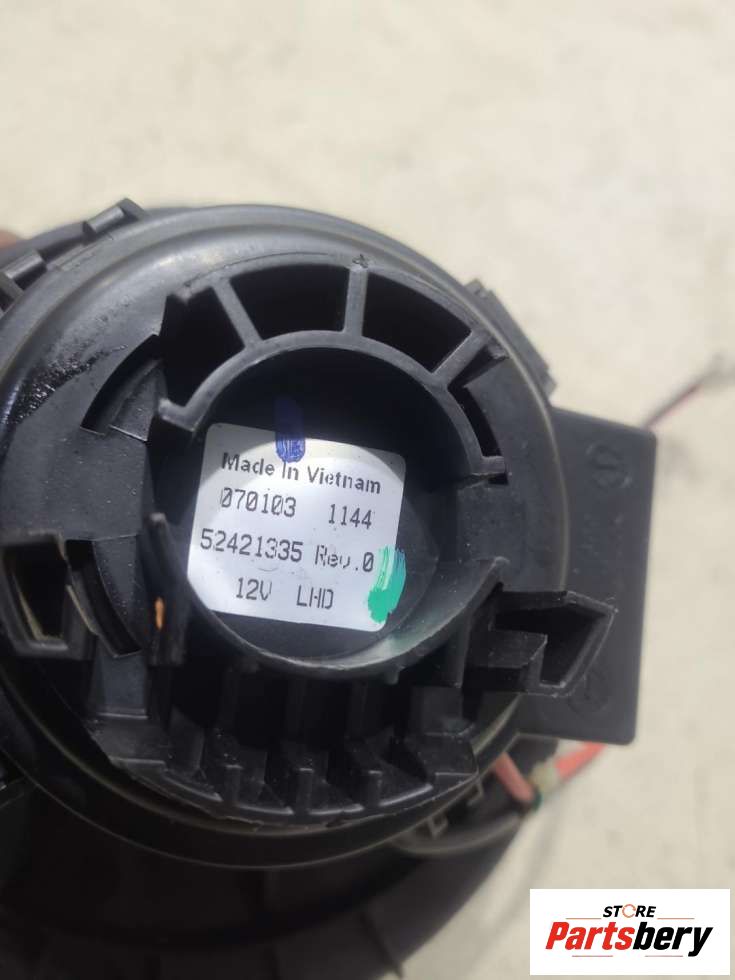 Made In Vietnam
070103 1144
52421335 Rev.0
12V LHD
STORE
Partsbery